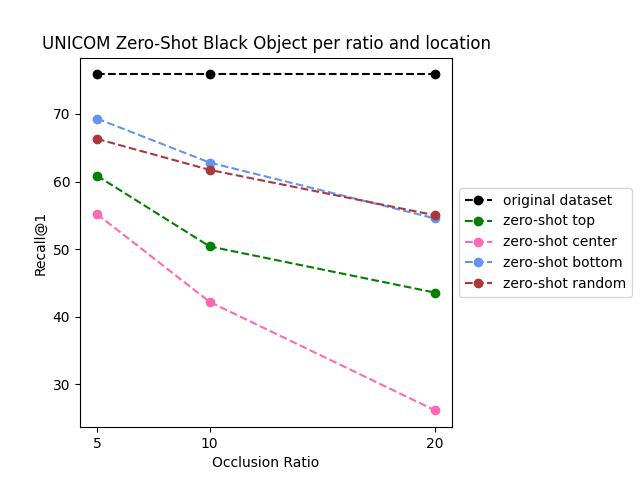 UNICOM Zero-Shot Black Object per ratio and location
Recall@1
70
60
50
40
30
5 10 20
Occlusion Ratio
original dataset
zero-shot top
zero-shot center
zero-shot bottom
zero-shot random